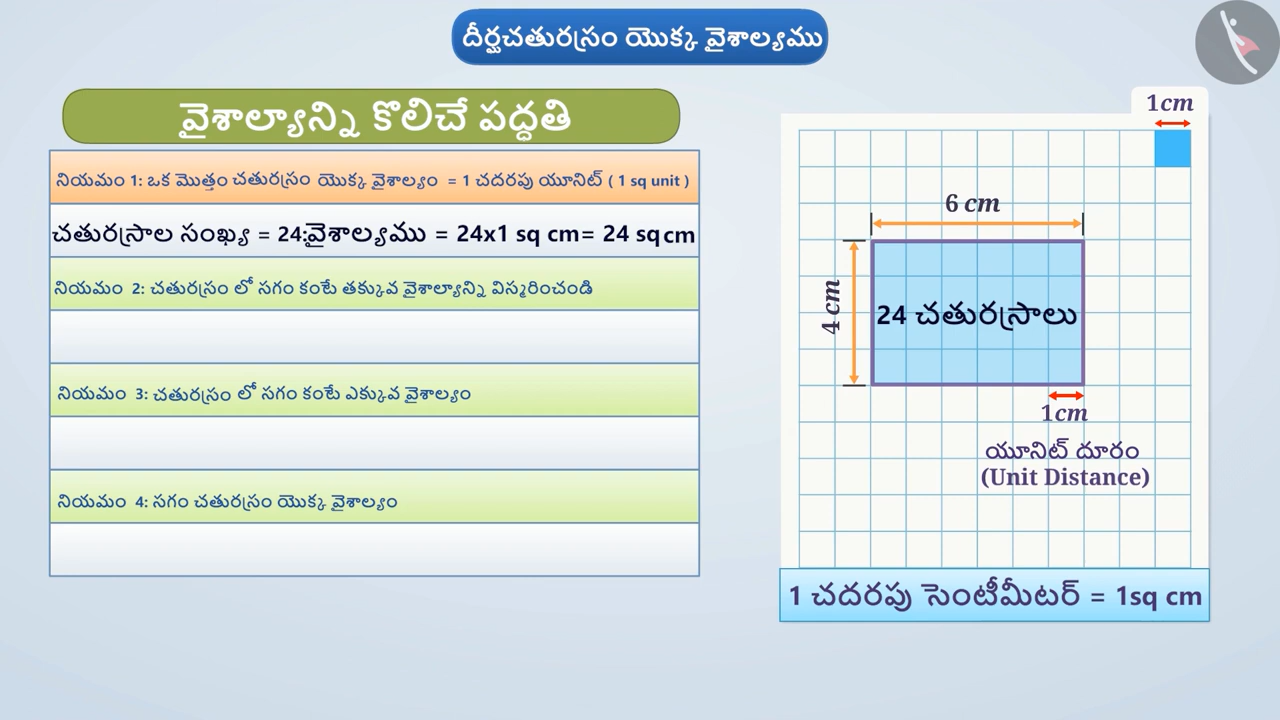 దీర్ఘచతురస్రం యొక్క వైశాల్యము
వైశాల్యాన్ని కొలిచే పద్ధతి
నియమం 1: ఒక మొత్తం చతురస్రం యొక్క వైశాల్యం = 1 చదరపు యూనిట్ ( 1 sq unit )
చతురస్రాల సంఖ్య = 24:వైశాల్యము = 24x1 sq cm= 24 sq cm
నియమం 2: చతురస్రం లో సగం కంటే తక్కువ వైశాల్యాన్ని విస్మరించండి
నియమం 3: చతురస్రం లో సగం కంటే ఎక్కువ వైశాల్యం
నియమం 4: సగం చతురస్రం యొక్క వైశాల్యం
1cm
6 cm
4 cm
24 చతురస్రాలు
1cm
యూనిట్ దూరం
(Unit Distance)
1 చదరపు సెంటీమీటర్ = 1sq cm